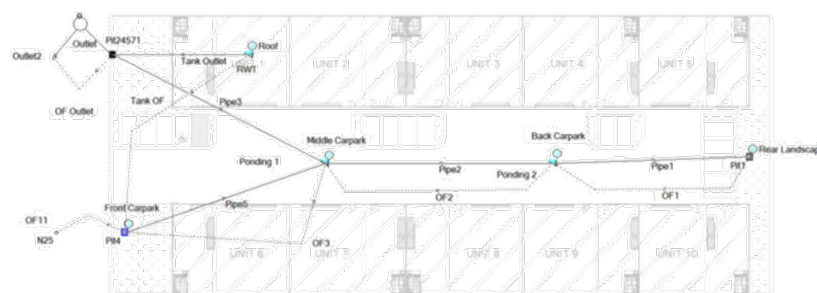 Outlet
Pit24571
Roof
Outlet2
Tank Outlet
RWT
UNIT 1
UNIT 2
UNIT 3
UNIT 4
UNIT 5
OF Outlet
Tank OF
Pipe3
Middle Carpark
Back Carpark
Rear Landscap
Ponding 1
Pipe2
Ponding 2
Pipe1
Pit1
OF2
OF1
Front Carpark
Pipe5
OF11
N25
Pit4
OF3
UNIT 6
UNIT 7
UNIT 8
UNIT 9
UNIT 10